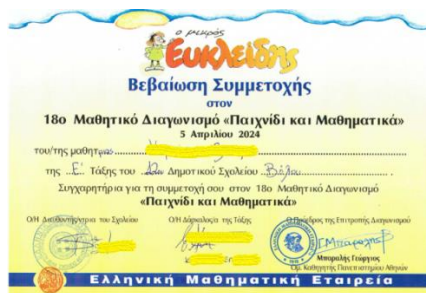 ο μικρός
Ευκλείδης
Βεβαίωση Συμμετοχής
στον
18ο Μαθητικό Διαγωνισμό «Παιχνίδι και Μαθηματικά»
5 Απριλίου 2024
του/της μαθητριας
της Ε' Τάξης του Δημοτικού Σχολείου Βόλου
Συγχαρητήρια για τη συμμετοχή σου στον 18ο Μαθητικό Διαγωνισμό
«Παιχνίδι και Μαθηματικά»
Ο/Η Διευθυντής/ντρια του Σχολείου Ο/Η Δάσκαλος/α της Τάξης Ο Πρόεδρος της Επιτροπής Διαγωνισμού
Μπαραλής Γεώργιος
Ομ. Καθηγητής Πανεπιστημίου Αθηνών
Ελληνική Μαθηματική Εταιρεία